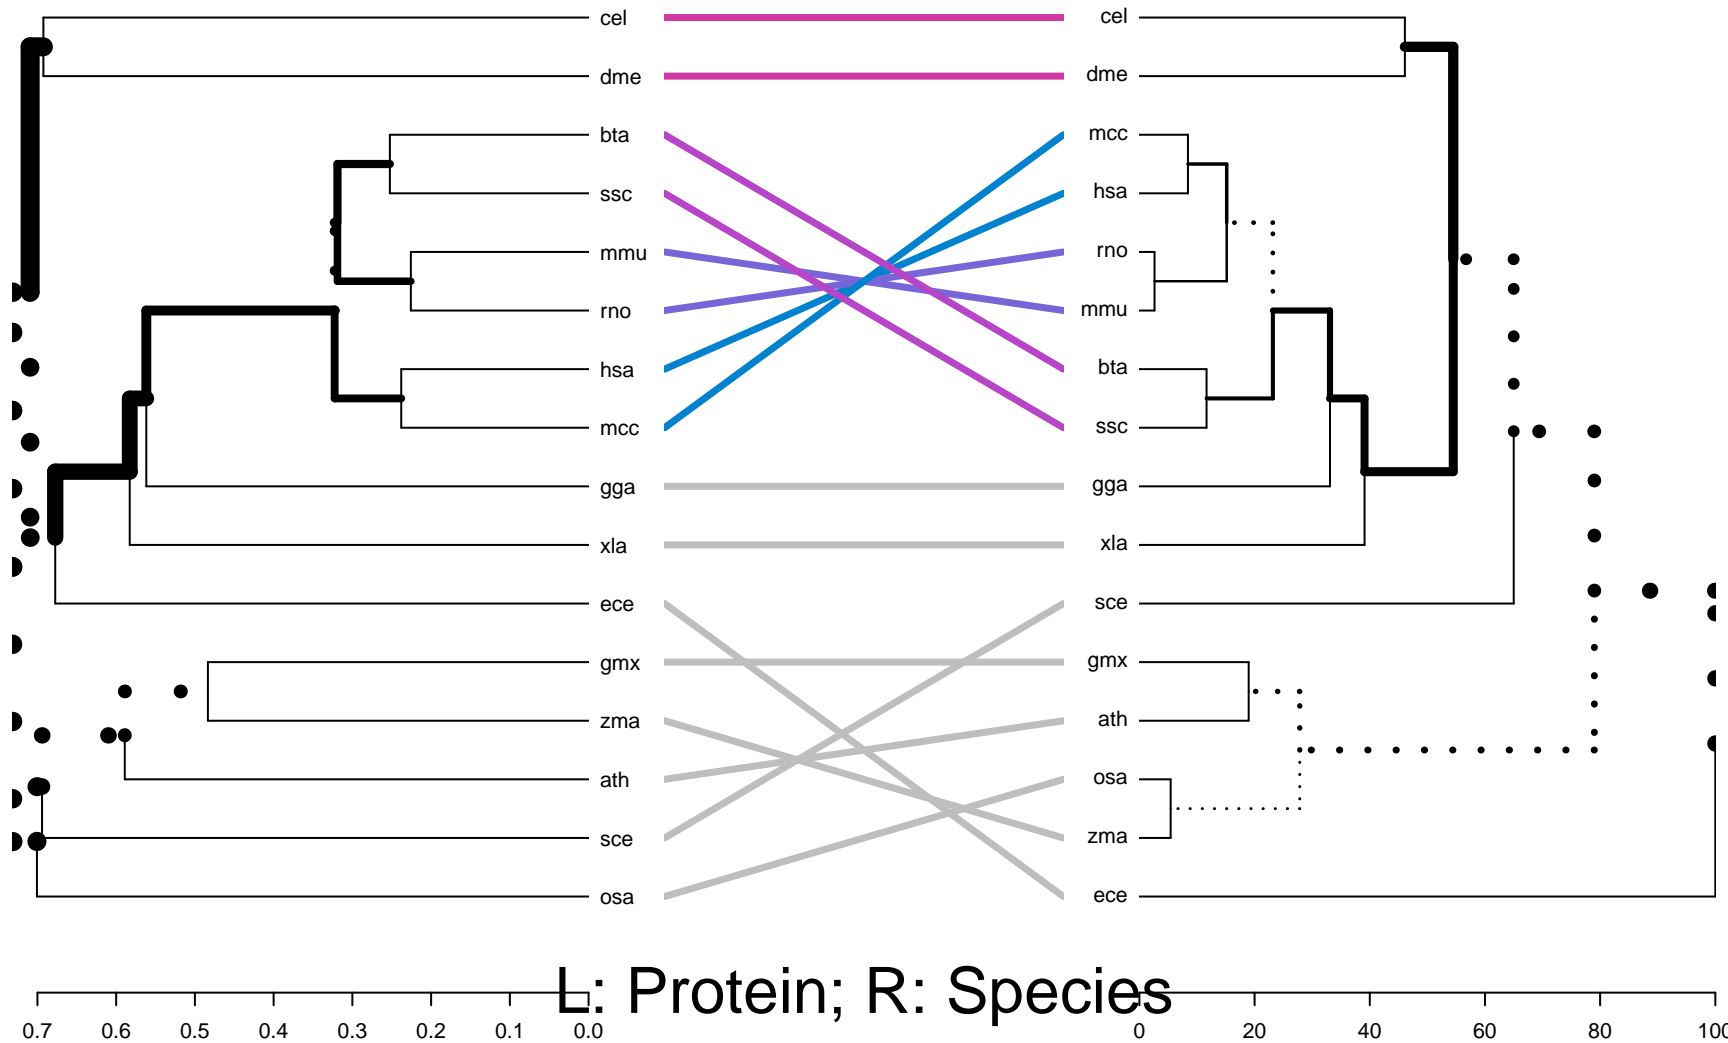 cel cel
dme dme
bta mcc
ssc hsa
mmu rno
rno mmu
hsa bta
mcc ssc
gga gga
xla xla
ece sce
gmx gmx
zma ath
ath osa
sce zma
osa ece
L: Protein; R: Species
0.7 0.6 0.5 0.4 0.3 0.2 0.1 0.0 0 20 40 60 80 100